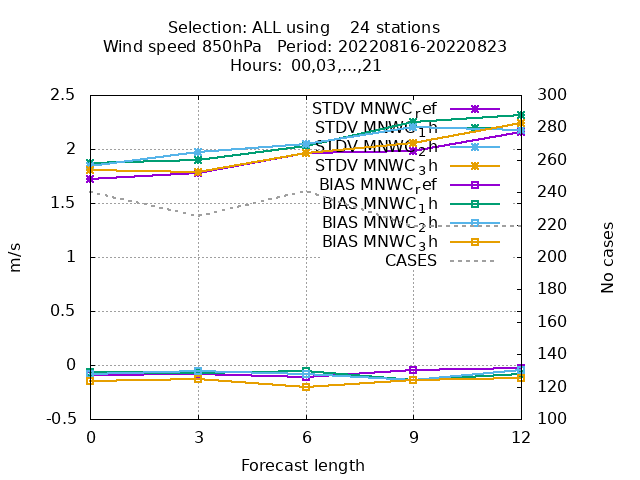 Selection: ALL using 24 stations
Wind speed 850hPa Period: 20220816-20220823
Hours: 00,03,...,21
2.5
2
1.5
1
0.5
0
-0.5
300
280
260
240
220
200
180
160
140
120
100
STDV MNWC_ref
STDV MNWC_1h
STDV MNWC_2h
STDV MNWC_3h
BIAS MNWC_ref
BIAS MNWC_1h
BIAS MNWC_2h
BIAS MNWC_3h
CASES
m/s
No cases
0 3 6 9 12
Forecast length